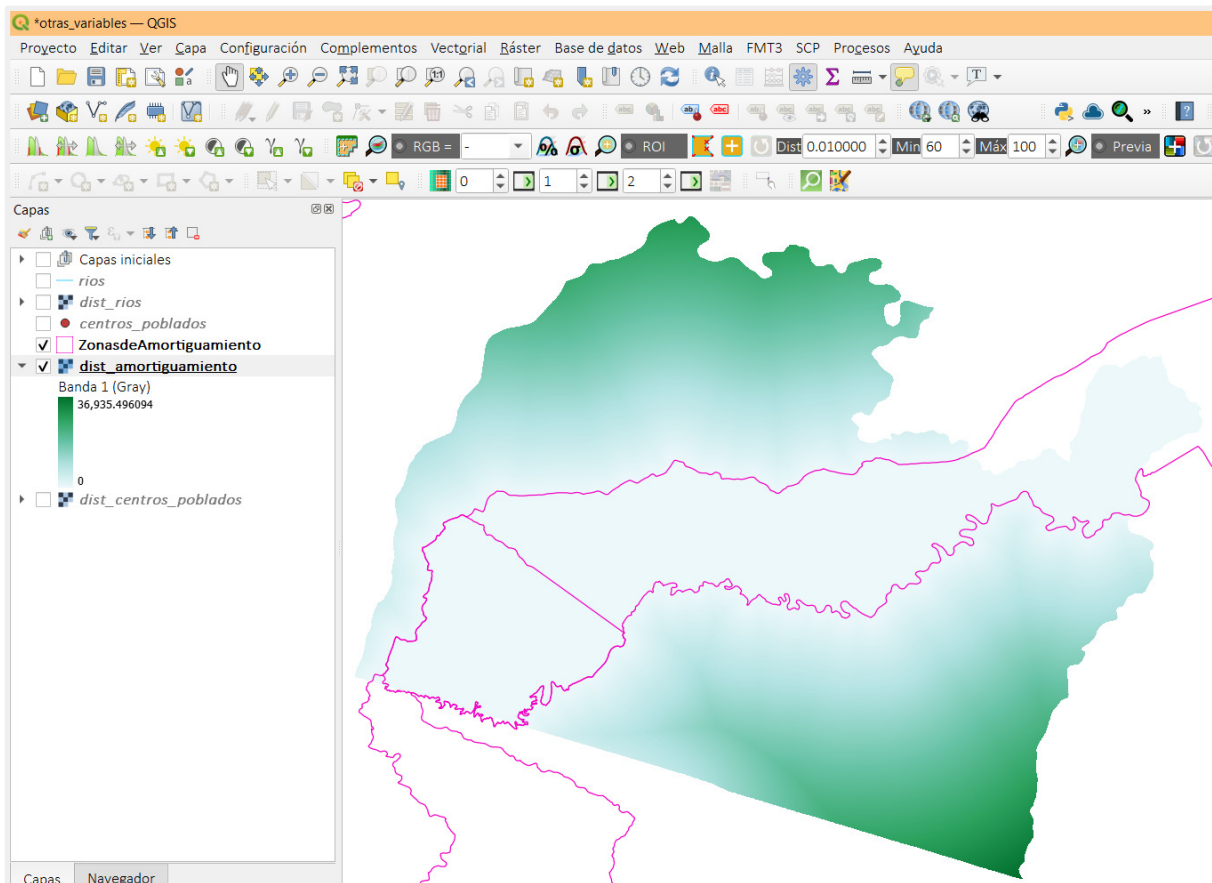 *otras_variables — QGIS
Proyecto Editar Ver Capa Configuración Complementos Vectorial Ráster Base de datos Web Malla FMT3 SCP Procesos Ayuda
RGB = - ROI Dist 0.010000 Min 60 Máx 100 Previa
0 1 2
Capas
Capas iniciales
rios
dist_rios
centros_poblados
ZonasdeAmortiguamiento
dist_amortiguamiento
Banda 1 (Gray)
36,935.496094
0
dist_centros_poblados
Capas Navegador